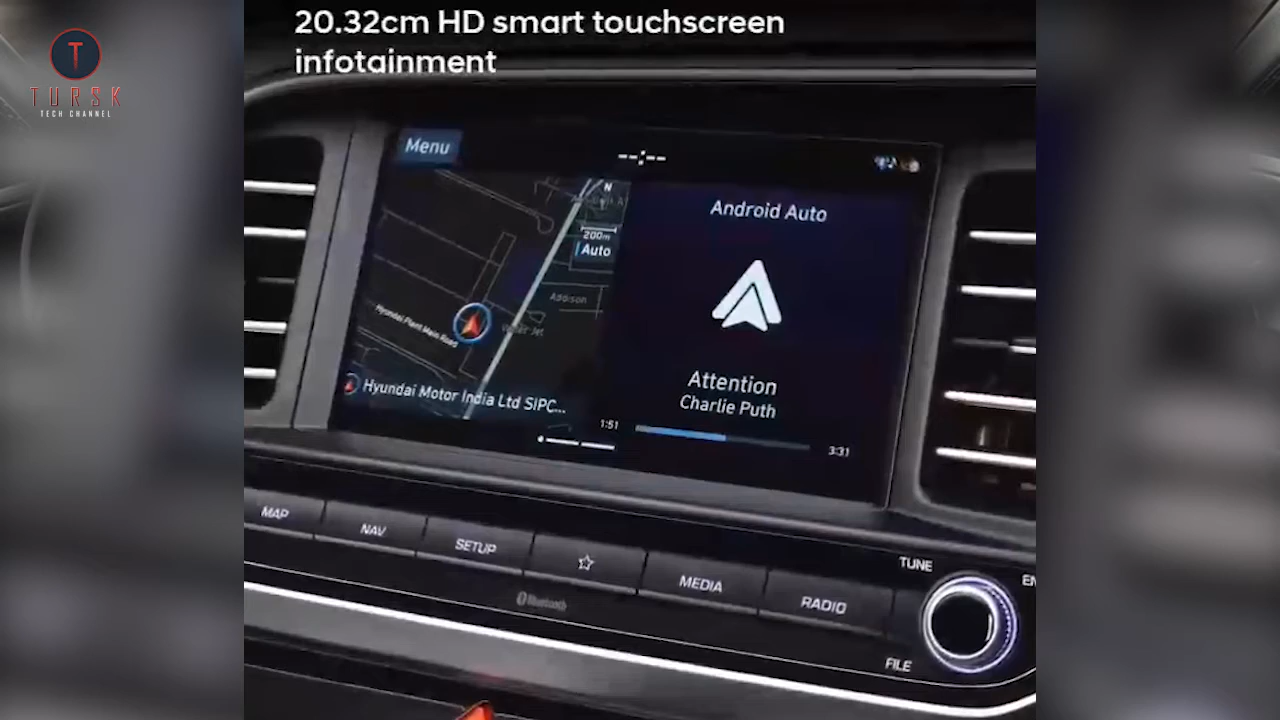 20.32cm HD smart touchscreen
infotainment
T
TURSK
TECH CHANNEL
Menu
Android Auto
N
200m
Auto
Addison
Hyundai Plant Main Road
Hyundai Motor India Ltd SIPC...
Attention
Charlie Puth
1:51
3:31
MAP
NAV
SETUP
MEDIA
RADIO
TUNE
FILE
Bluetooth